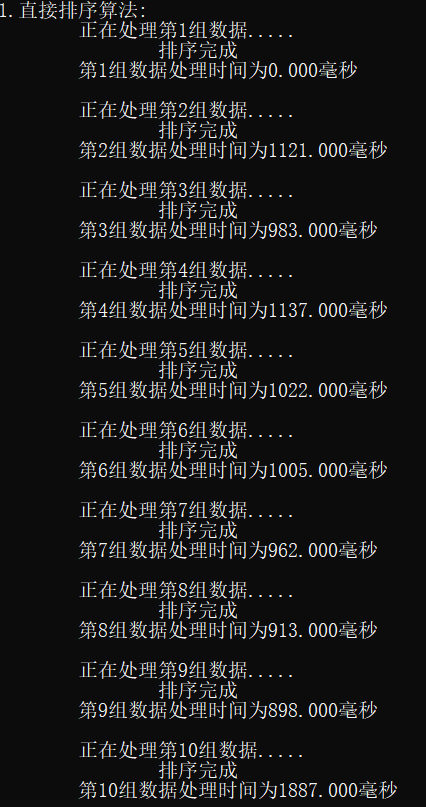 1.直接排序算法:
正在处理第1组数据.....
排序完成
第1组数据处理时间为0.000毫秒
正在处理第2组数据.....
排序完成
第2组数据处理时间为1121.000毫秒
正在处理第3组数据.....
排序完成
第3组数据处理时间为983.000毫秒
正在处理第4组数据.....
排序完成
第4组数据处理时间为1137.000毫秒
正在处理第5组数据.....
排序完成
第5组数据处理时间为1022.000毫秒
正在处理第6组数据.....
排序完成
第6组数据处理时间为1005.000毫秒
正在处理第7组数据.....
排序完成
第7组数据处理时间为962.000毫秒
正在处理第8组数据.....
排序完成
第8组数据处理时间为913.000毫秒
正在处理第9组数据.....
排序完成
第9组数据处理时间为898.000毫秒
正在处理第10组数据.....
排序完成
第10组数据处理时间为1887.000毫秒